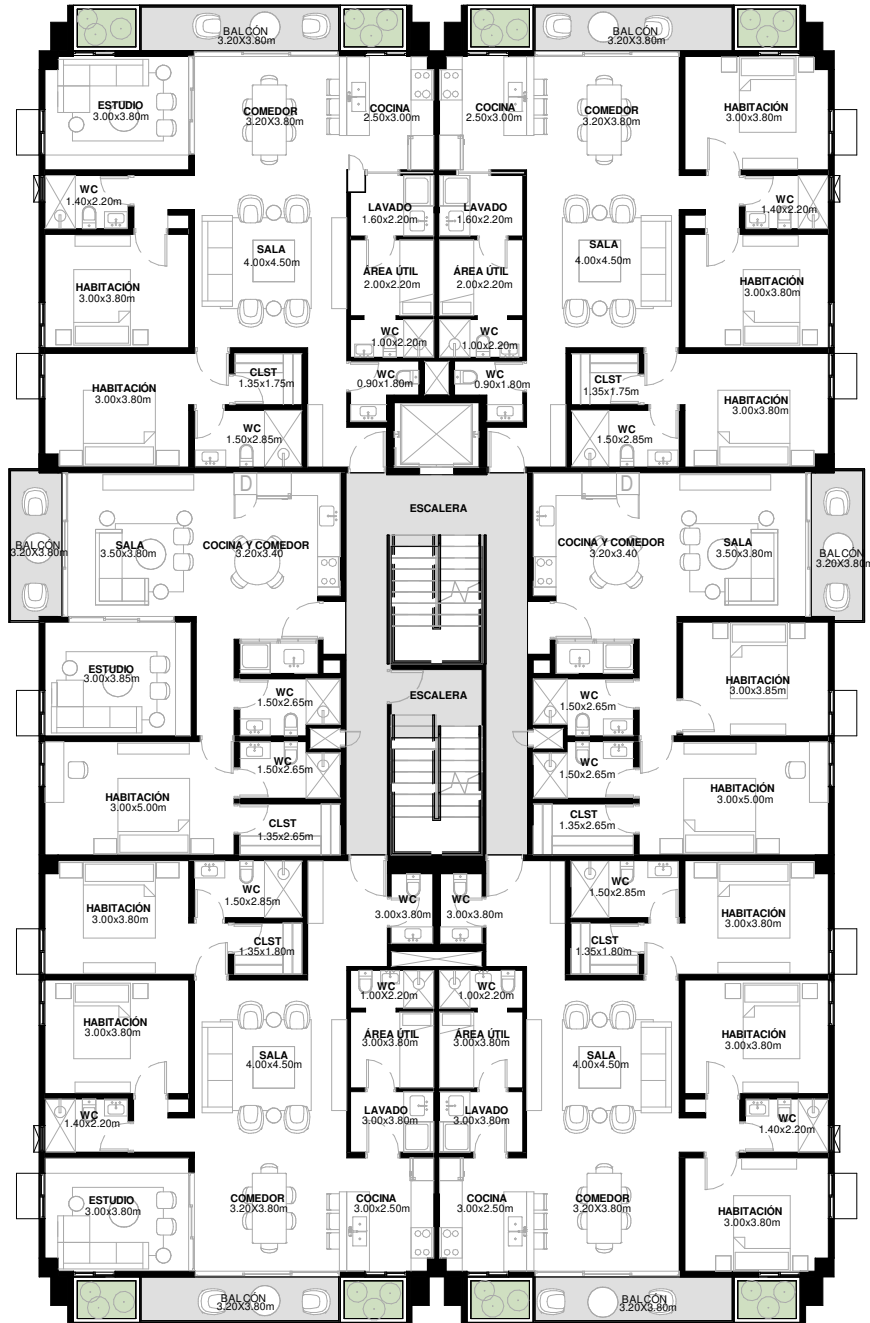 BALCÓN
3.20X3.80m
BALCÓN
3.20X3.80m
ESTUDIO
3.00x3.80m
COMEDOR
3.20X3.80m
COCINA
2.50x3.00m
COCINA
2.50x3.00m
COMEDOR
3.20X3.80m
HABITACIÓN
3.00x3.80m
WC
1.40x2.20m
LAVADO
1.60x2.20m
LAVADO
1.60x2.20m
WC
1.40x2.20m
SALA
4.00x4.50m
ÁREA ÚTIL
2.00x2.20m
ÁREA ÚTIL
2.00x2.20m
SALA
4.00x4.50m
HABITACIÓN
3.00x3.80m
HABITACIÓN
3.00x3.80m
WC
1.00x2.20m
WC
1.00x2.20m
HABITACIÓN
3.00x3.80m
CLST
1.35x1.75m
WC
0.90x1.80m
WC
0.90x1.80m
CLST
1.35x1.75m
HABITACIÓN
3.00x3.80m
WC
1.50x2.85m
WC
1.50x2.85m
D
D
ESCALERA
BALCÓN
3.20X3.80m
SALA
3.50x3.80m
COCINA Y COMEDOR
3.20x3.40
COCINA Y COMEDOR
3.20x3.40
SALA
3.50x3.80m
BALCÓN
3.20X3.80m
ESTUDIO
3.00x3.85m
HABITACIÓN
3.00x3.85m
WC
1.50x2.65m
ESCALERA
WC
1.50x2.65m
WC
1.50x2.65m
WC
1.50x2.65m
HABITACIÓN
3.00x5.00m
HABITACIÓN
3.00x5.00m
CLST
1.35x2.65m
CLST
1.35x2.65m
HABITACIÓN
3.00x3.80m
WC
1.50x2.85m
WC
3.00x3.80m
WC
3.00x3.80m
WC
1.50x2.85m
HABITACIÓN
3.00x3.80m
CLST
1.35x1.80m
CLST
1.35x1.80m
WC
1.00X2.20m
WC
1.00x2.20m
HABITACIÓN
3.00x3.80m
SALA
4.00x4.50m
ÁREA ÚTIL
3.00x3.80m
ÁREA ÚTIL
3.00x3.80m
SALA
4.00x4.50m
HABITACIÓN
3.00x3.80m
WC
1.40x2.20m
LAVADO
3.00x3.80m
LAVADO
3.00x3.80m
WC
1.40x2.20m
ESTUDIO
3.00x3.80m
COMEDOR
3.20X3.80m
COCINA
3.00x2.50m
COCINA
3.00x2.50m
COMEDOR
3.20X3.80m
HABITACIÓN
3.00x3.80m
BALCÓN
3.20X3.80m
BALCÓN
3.20X3.80m